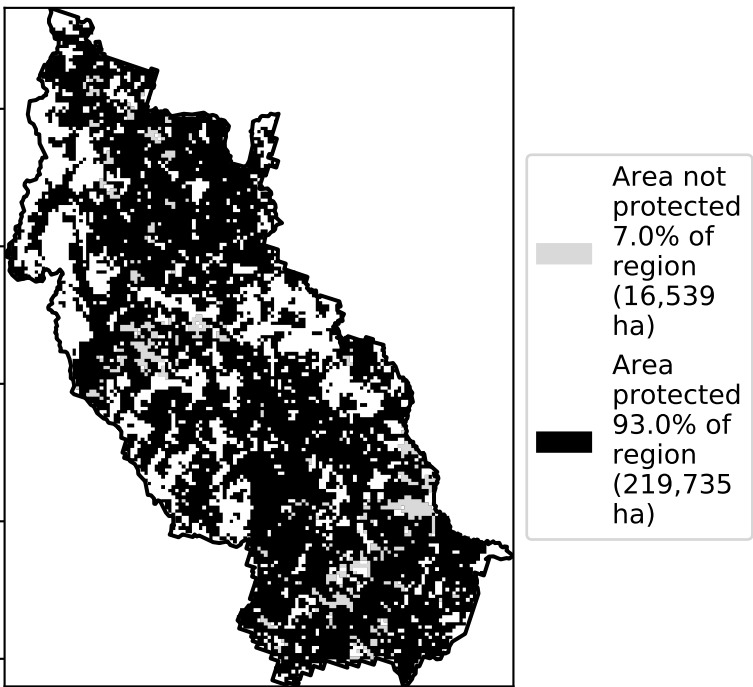 Area not
protected
7.0% of
region
(16,539
ha)
Area
protected
93.0% of
region
(219,735
ha)